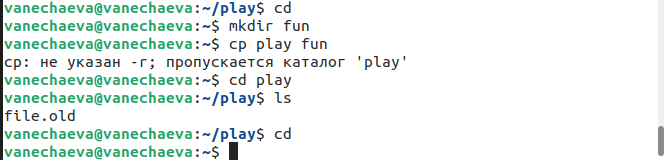 vanechaeva@vanechaeva:~/play$ cd
vanechaeva@vanechaeva:~$ mkdir fun
vanechaeva@vanechaeva:~$ cp play fun
cp: не указан -r; пропускается каталог 'play'
vanechaeva@vanechaeva:~$ cd play
vanechaeva@vanechaeva:~/play$ ls
file.old
vanechaeva@vanechaeva:~/play$ cd
vanechaeva@vanechaeva:~$